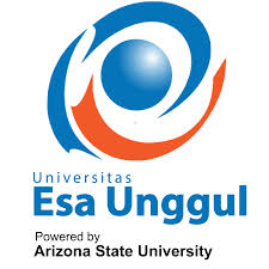 Universitas
Esa Unggul
Powered by
Arizona State University